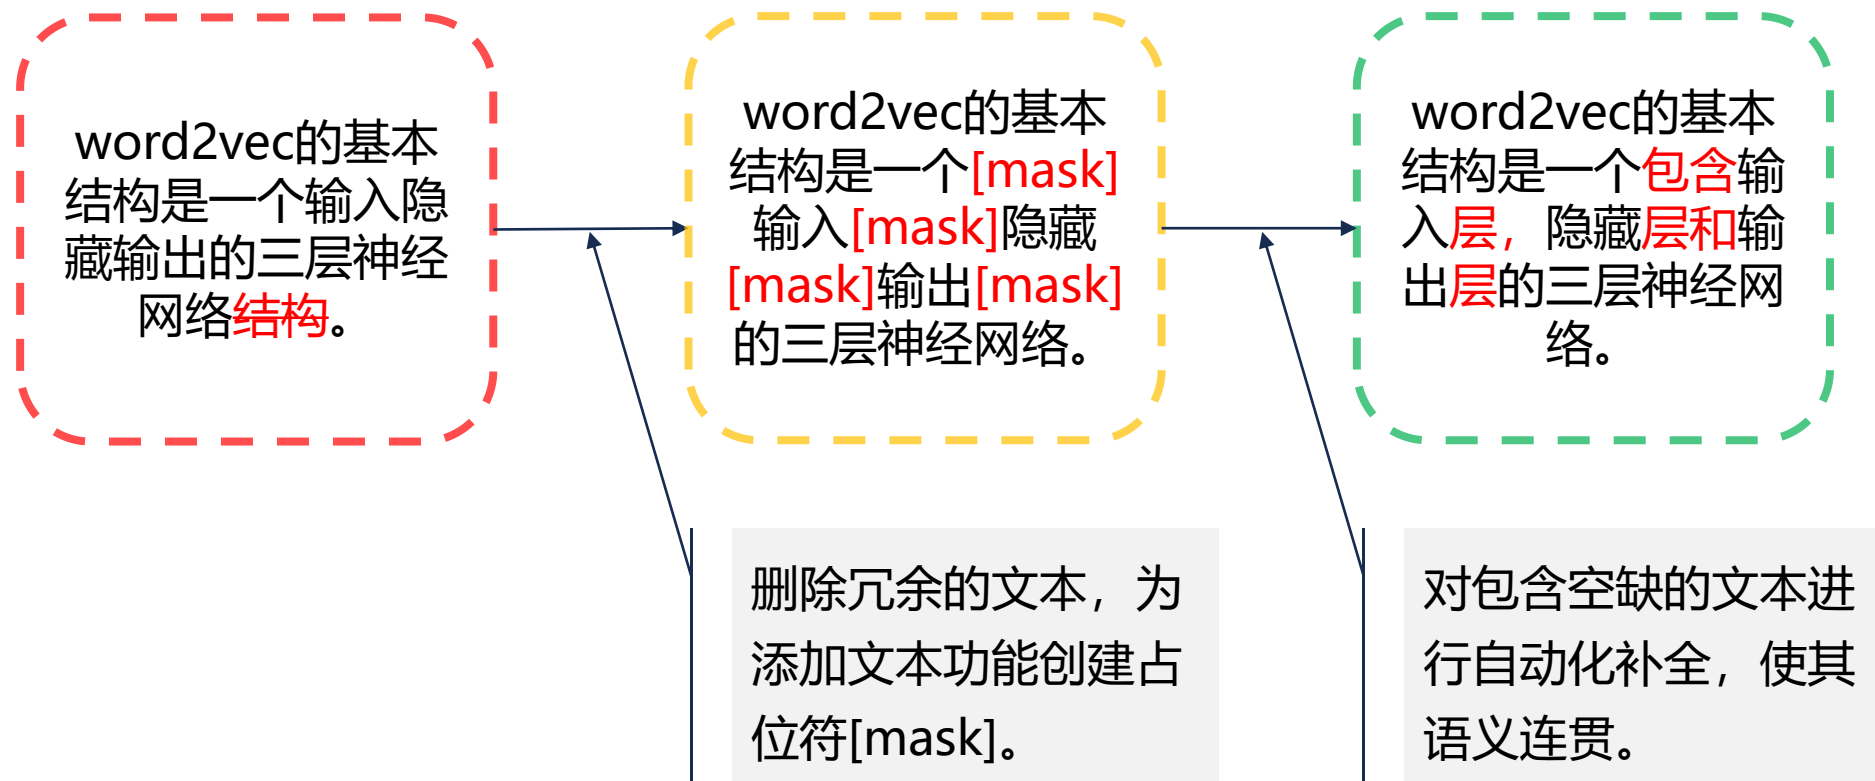 word2vec的基本
结构是一个输入隐
藏输出的三层神经
网络结构。
word2vec的基本
结构是一个[mask]
输入[mask]隐藏
[mask]输出[mask]
的三层神经网络。
word2vec的基本
结构是一个包含输
入层，隐藏层和输
出层的三层神经网
络。
删除冗余的文本，为
添加文本功能创建占
位符[mask]。
对包含空缺的文本进
行自动化补全，使其
语义连贯。